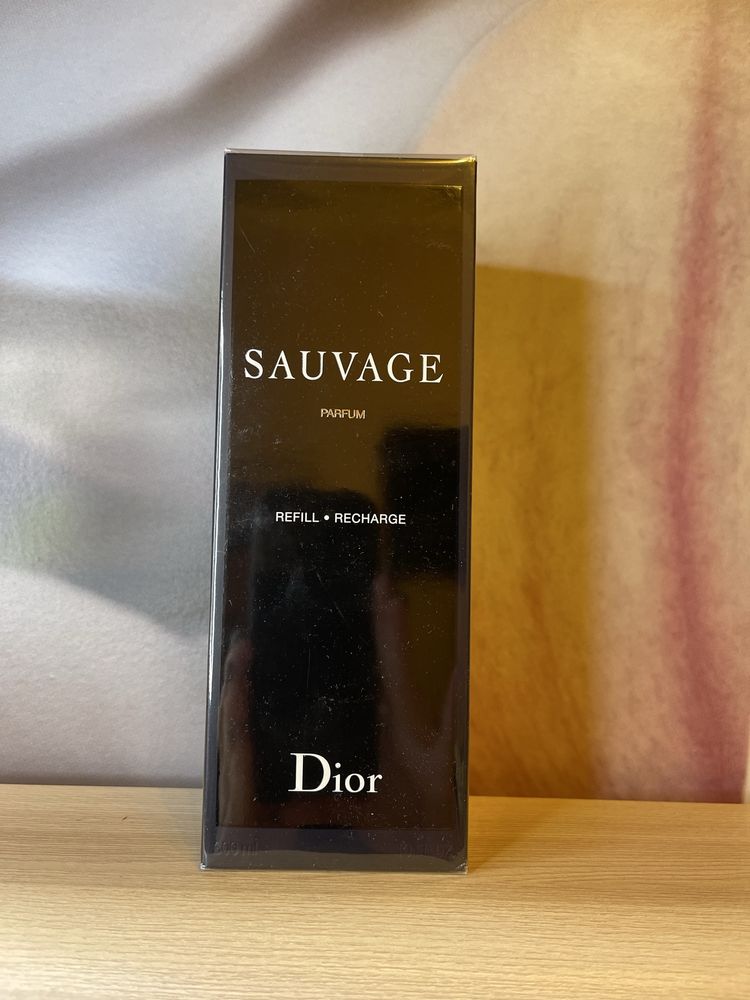 SAUVAGE
PARFUM
REFILL • RECHARGE
Dior